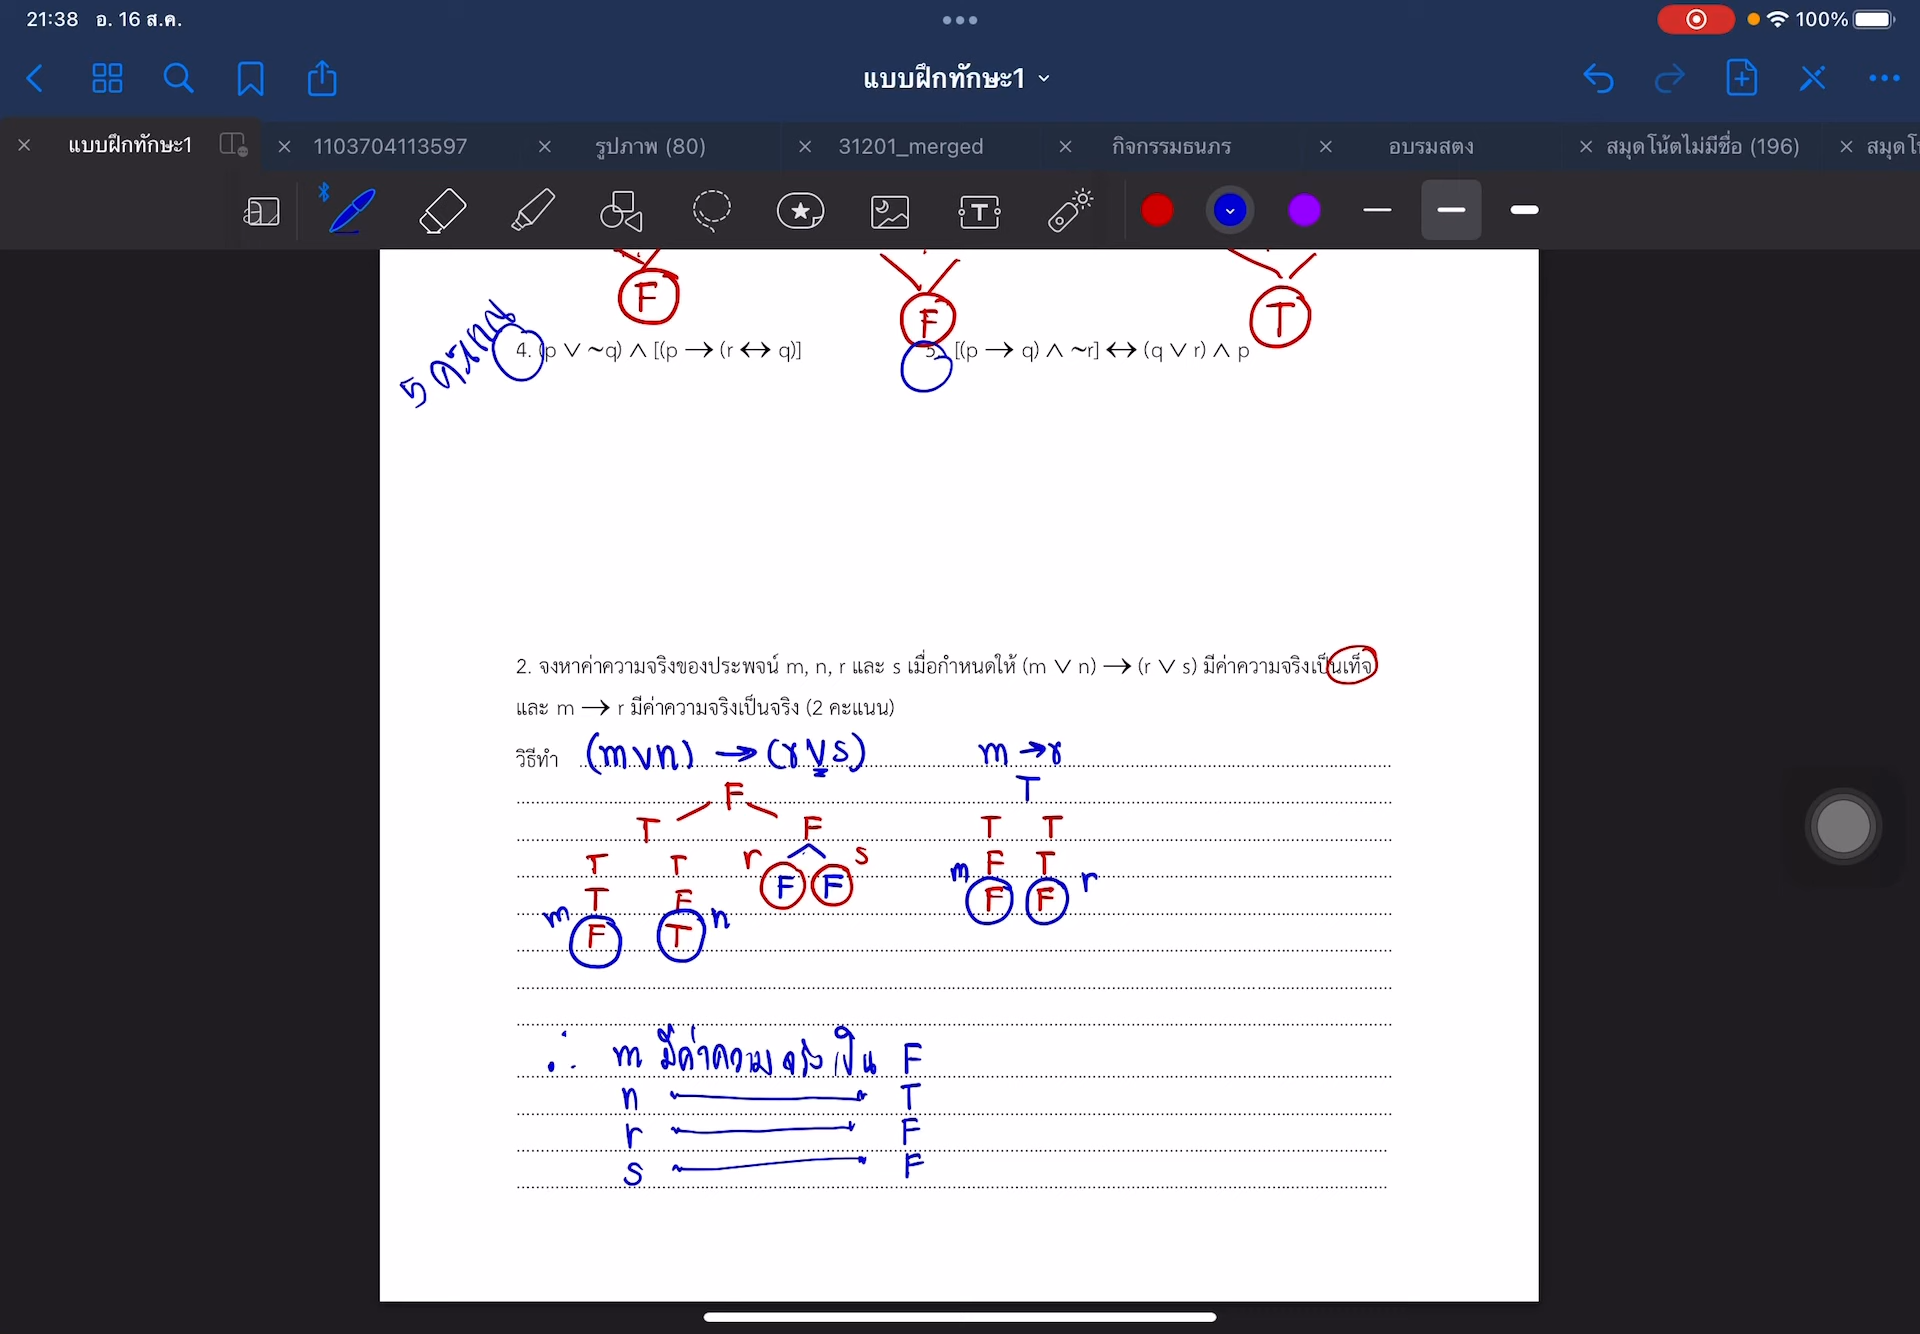 21:38 อ. 16 ส.ค.
100%
แบบฝึกทักษะ1
แบบฝึกทักษะ1 1103704113597 รูปภาพ (80) 31201_merged กิจกรรมธนภร อบรมสตง สมุดโน้ตไม่มีชื่อ (196)
F F T
5 คะแนน
4. (p ∨ ~q) ∧ [(p → (r ↔ q)] 5. [(p → q) ∧ ~r] ↔ (q ∨ r) ∧ p
2. จงหาค่าความจริงของประพจน์ m, n, r และ s เมื่อกำหนดให้ (m ∨ n) → (r ∨ s) มีค่าความจริงเป็นเท็จ
และ m → r มีค่าความจริงเป็นจริง (2 คะแนน)
วิธีทำ (m∨n) → (r∨s) m → r
F T
T F T T
T T r s F T
T F F F m F F r
m F T n
∴ m มีค่าความจริงเป็น F
n T
r F
s F